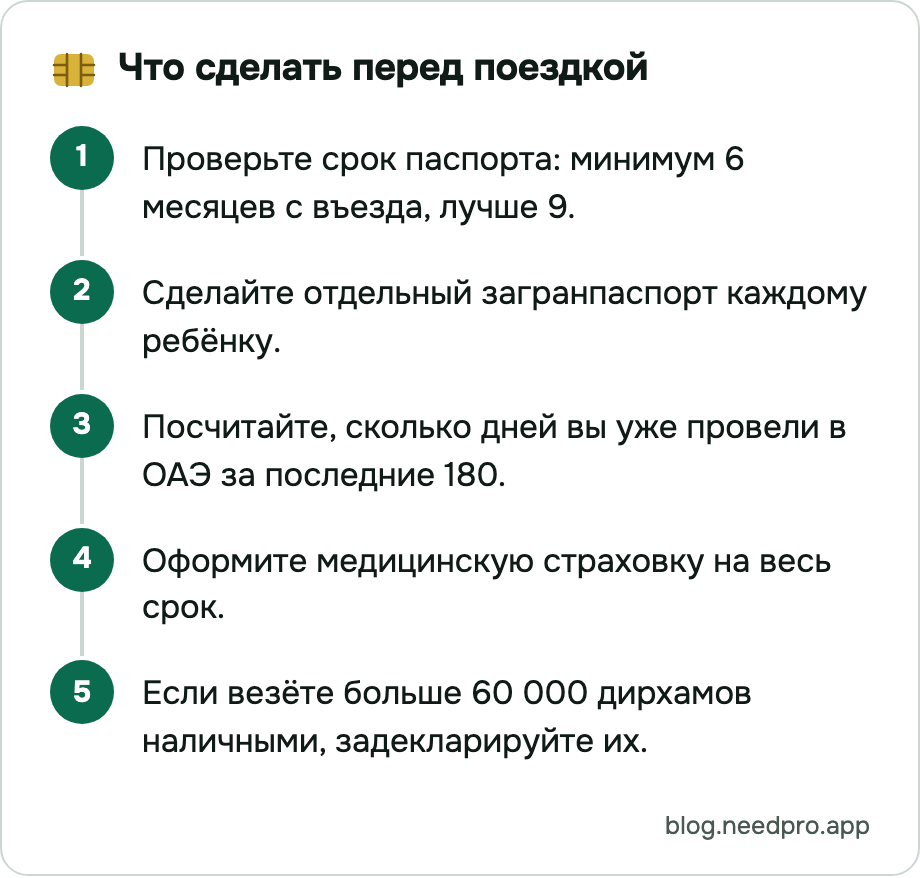 Что сделать перед поездкой
1
Проверьте срок паспорта: минимум 6
месяцев с въезда, лучше 9.
2
Сделайте отдельный загранпаспорт каждому
ребёнку.
3
Посчитайте, сколько дней вы уже провели в
ОАЭ за последние 180.
4
Оформите медицинскую страховку на весь
срок.
5
Если везёте больше 60 000 дирхамов
наличными, задекларируйте их.
blog.needpro.app